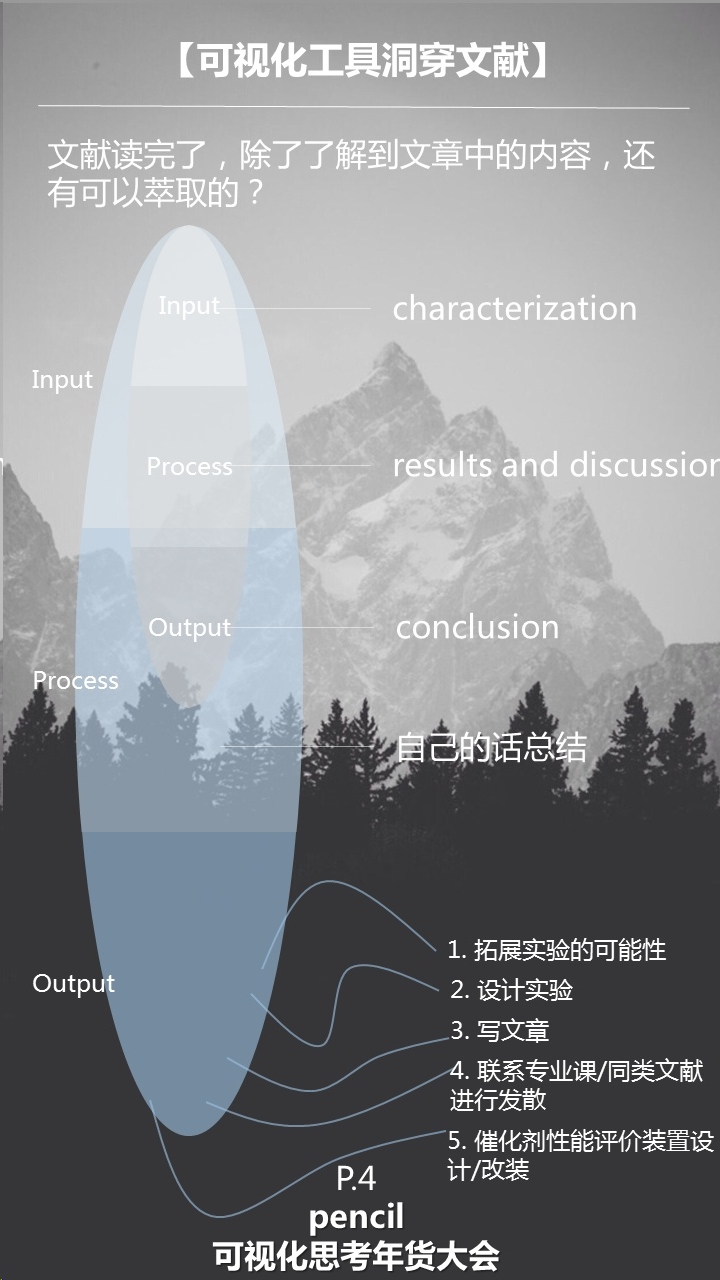 【可视化工具洞穿文献】
文献读完了，除了了解到文章中的内容，还
有可以萃取的？
Input
characterization
Input
Process
results and discussion
Output
conclusion
Process
自己的话总结
1. 拓展实验的可能性
Output
2. 设计实验
3. 写文章
4. 联系专业课/同类文献
进行发散
5. 催化剂性能评价装置设
计/改装
P.4
pencil
可视化思考年货大会